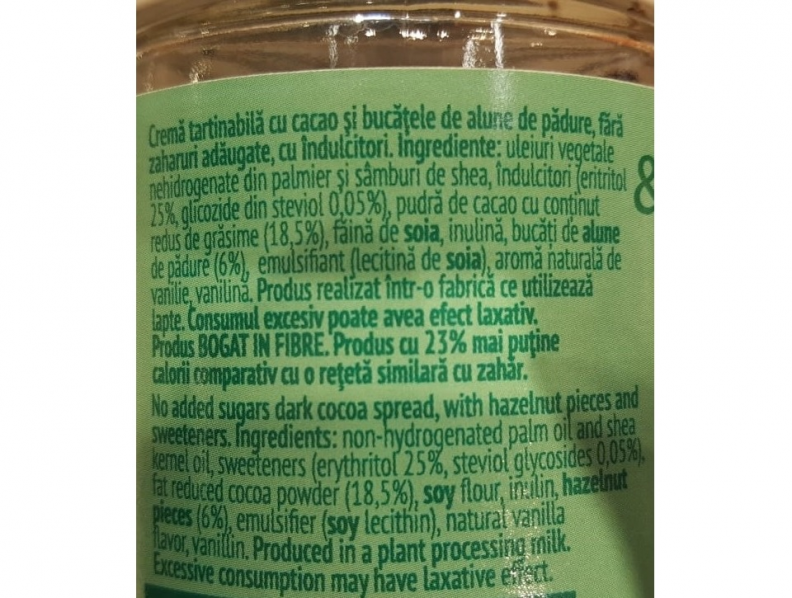 Cremă tartinabilă cu cacao și bucățele de alune de pădure, fără
zaharuri adăugate, cu îndulcitori. Ingrediente: uleiuri vegetale
nehidrogenate din palmier și sâmburi de shea, îndulcitori (eritritol
25%, glicozide din steviol 0,05%), pudră de cacao cu conținut
redus de grăsime (18,5%), făină de soia, inulină, bucăți de alune
de pădure (6%), emulsifiant (lecitină de soia), aromă naturală de
vanilie, vanilină. Produs realizat într-o fabrică ce utilizează
lapte. Consumul excesiv poate avea efect laxativ.
Produs BOGAT IN FIBRE. Produs cu 23% mai puține
calorii comparativ cu o rețetă similară cu zahăr.
No added sugars dark cocoa spread, with hazelnut pieces and
sweeteners. Ingredients: non-hydrogenated palm oil and shea
kernel oil, sweeteners (erythritol 25%, steviol glycosides 0,05%),
fat reduced cocoa powder (18,5%), soy flour, inulin, hazelnut
pieces (6%), emulsifier (soy lecithin), natural vanilla
flavor, vanillin. Produced in a plant processing milk.
Excessive consumption may have laxative effect.
&